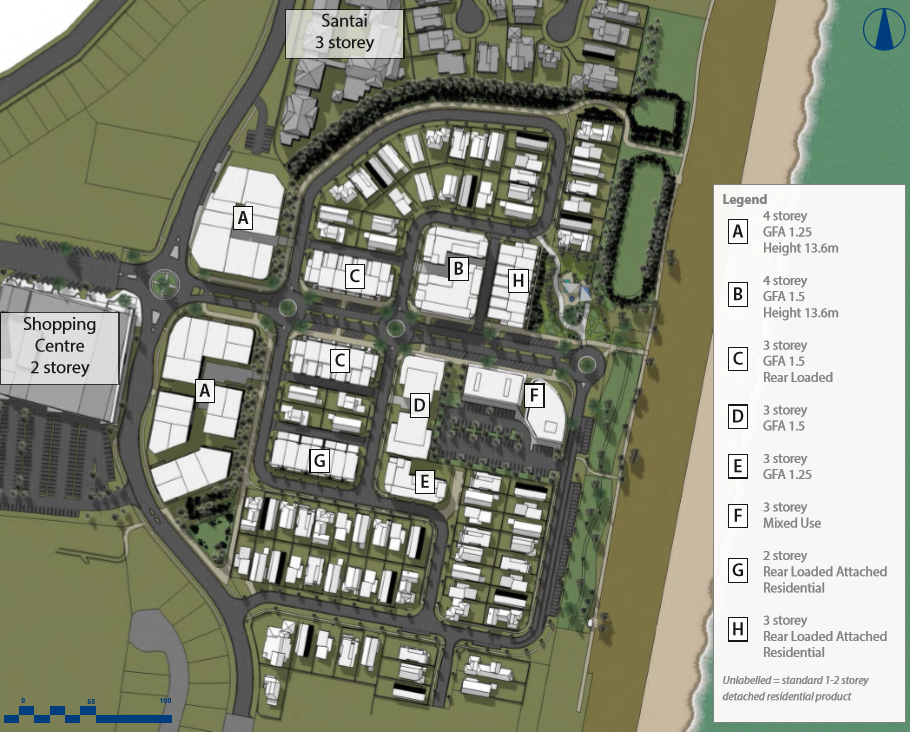 Santai
3 storey
A
C
B
H
Shopping
Centre
2 storey
C
A
D
F
G
E
0 50 100
Legend
A
4 storey
GFA 1.25
Height 13.6m
B
4 storey
GFA 1.5
Height 13.6m
C
3 storey
GFA 1.5
Rear Loaded
D
3 storey
GFA 1.5
E
3 storey
GFA 1.25
F
3 storey
Mixed Use
G
2 storey
Rear Loaded Attached
Residential
H
3 storey
Rear Loaded Attached
Residential
Unlabelled = standard 1-2 storey
detached residential product